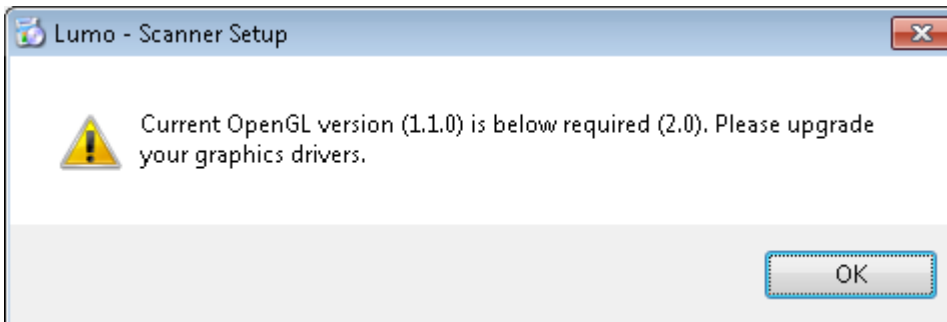 Lumo - Scanner Setup
Current OpenGL version (1.1.0) is below required (2.0). Please upgrade
your graphics drivers.
OK